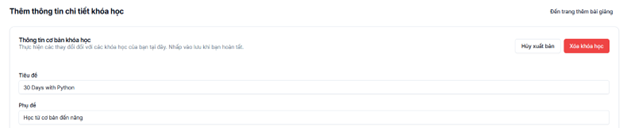 Thêm thông tin chi tiết khóa học
Đến trang thêm bài giảng
Thông tin cơ bản khóa học
Thực hiện các thay đổi đối với các khóa học của bạn tại đây. Nhấp vào lưu khi bạn hoàn tất.
Hủy xuất bản
Xóa khóa học
Tiêu đề
30 Days with Python
Phụ đề
Học từ cơ bản đến nâng